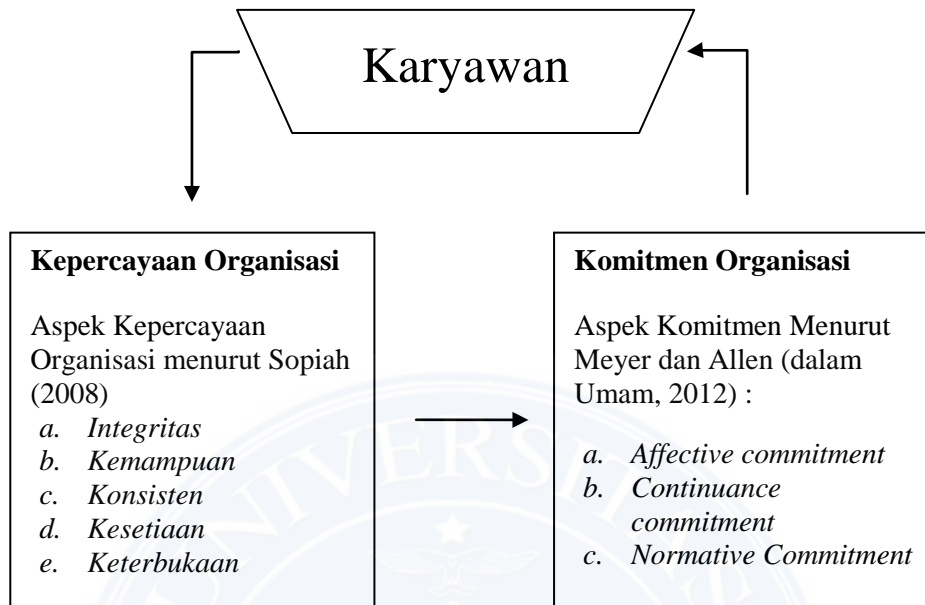 Karyawan
Kepercayaan Organisasi
Aspek Kepercayaan
Organisasi menurut Sopiah
(2008)
a. Integritas
b. Kemampuan
c. Konsisten
d. Kesetiaan
e. Keterbukaan
Komitmen Organisasi
Aspek Komitmen Menurut
Meyer dan Allen (dalam
Umam, 2012) :
a. Affective commitment
b. Continuance
commitment
c. Normative Commitment
UNIVERSI